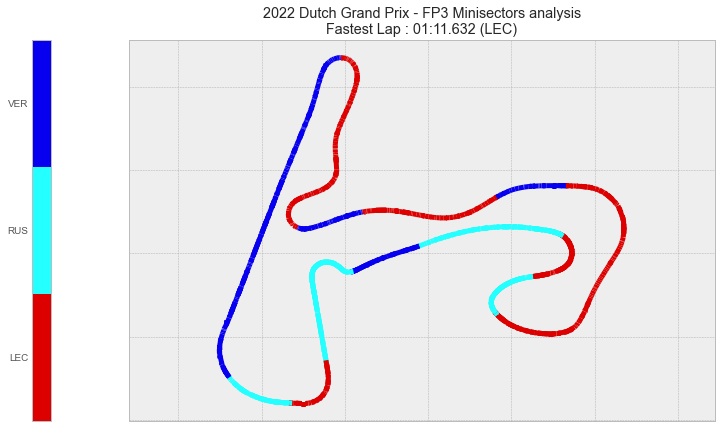 2022 Dutch Grand Prix - FP3 Minisectors analysis
Fastest Lap : 01:11.632 (LEC)
VER
RUS
LEC